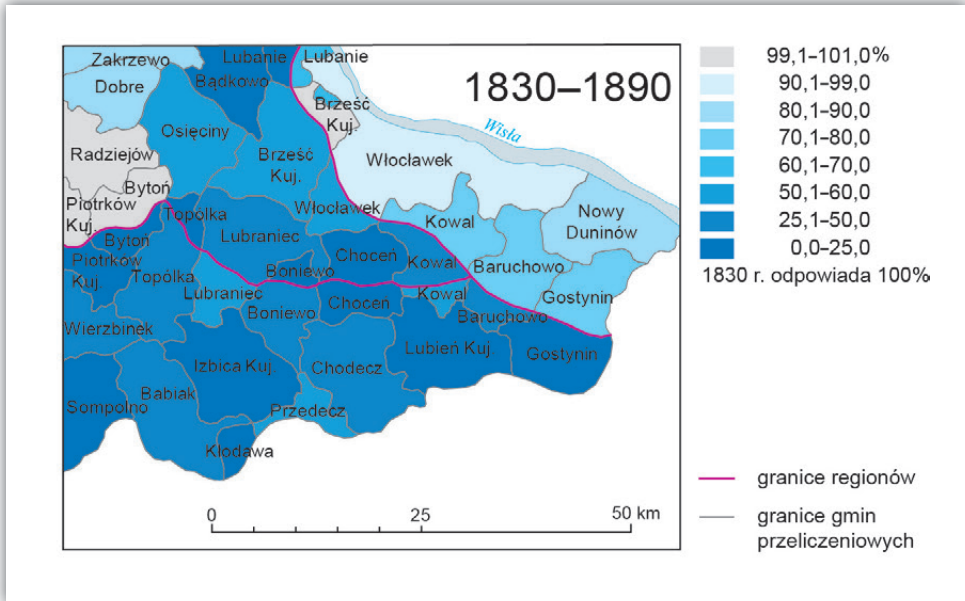 1830–1890
Zakrzewo
Dobre
Lubanie
Bądkowo
Lubanie
Brześć
Kuj.
Wisła
Osięciny
Radziejów
Bytoń
Piotrków
Kuj.
Brześć
Kuj.
Włocławek
Włocławek
Kowal
Nowy
Duninów
Topólka
Lubraniec
Bytoń
Piotrków
Kuj.
Topólka
Boniewo
Choceń
Kowal
Baruchowo
Gostynin
Lubraniec
Boniewo
Choceń
Kowal
Baruchowo
Wierzbinek
Izbica Kuj.
Chodecz
Lubień Kuj.
Gostynin
Sompolno
Babiak
Przedecz
Kłodawa
0
25
50 km
99,1–101,0%
90,1–99,0
80,1–90,0
70,1–80,0
60,1–70,0
50,1–60,0
25,1–50,0
0,0–25,0
1830 r. odpowiada 100%
granice regionów
granice gmin
przeliczeniowych